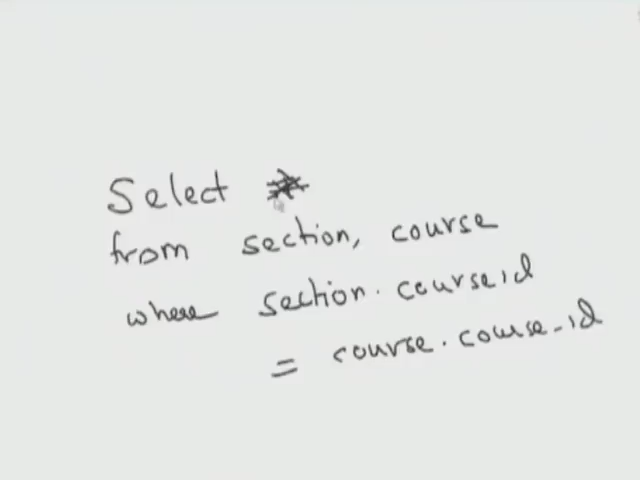 Select *
from section, course
where section.courseid
= course.course_id